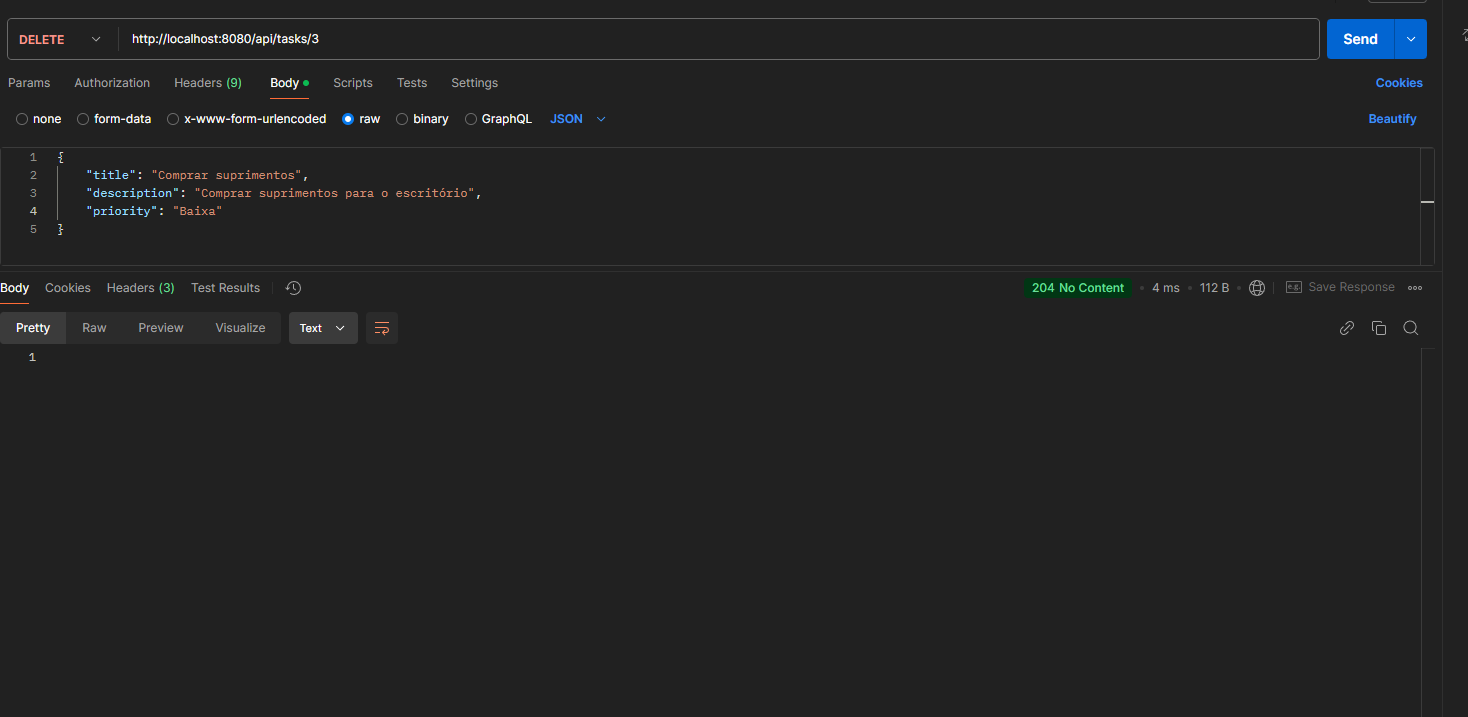 DELETE http://localhost:8080/api/tasks/3 Send
Params Authorization Headers (9) Body Scripts Tests Settings Cookies
none form-data x-www-form-urlencoded raw binary GraphQL JSON Beautify
1 {
2 "title": "Comprar suprimentos",
3 "description": "Comprar suprimentos para o escritório",
4 "priority": "Baixa"
5 }
Body Cookies Headers (3) Test Results 204 No Content 4 ms 112 B e.g. Save Response
Pretty Raw Preview Visualize Text
1